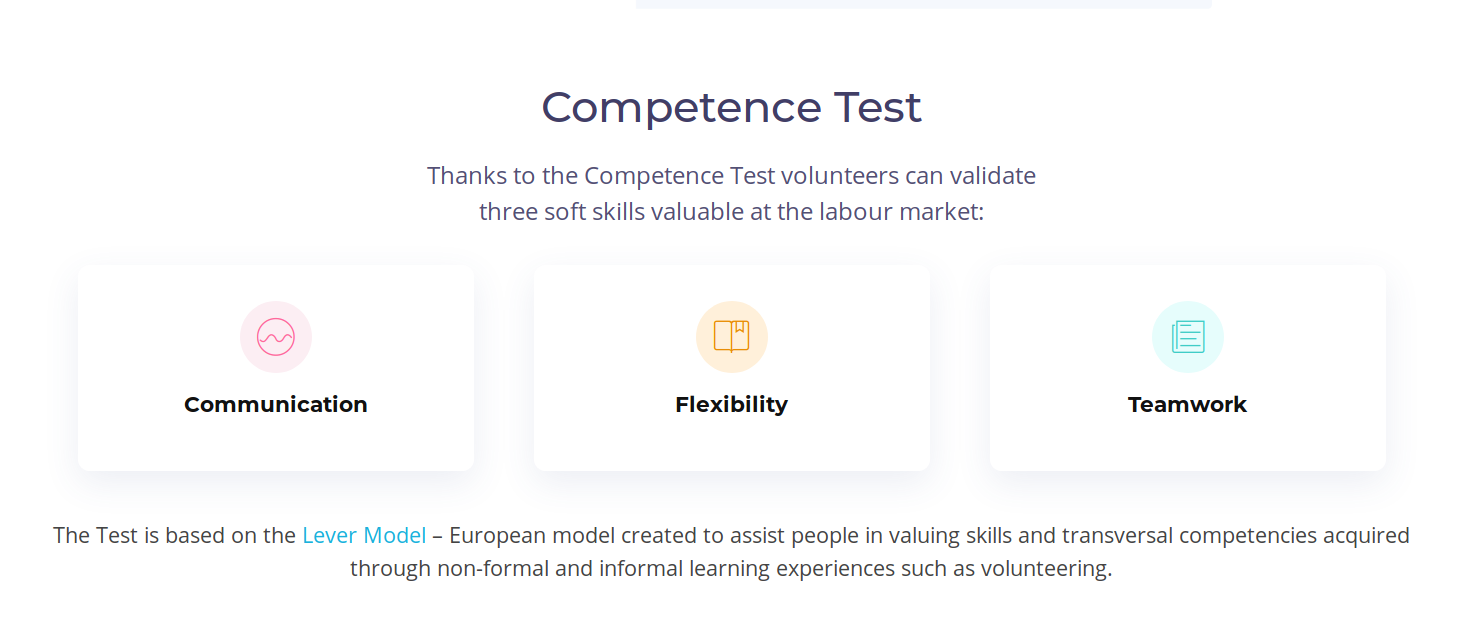 Competence Test
Thanks to the Competence Test volunteers can validate
three soft skills valuable at the labour market:
Communication
Flexibility
Teamwork
The Test is based on the Lever Model – European model created to assist people in valuing skills and transversal competencies acquired
through non-formal and informal learning experiences such as volunteering.